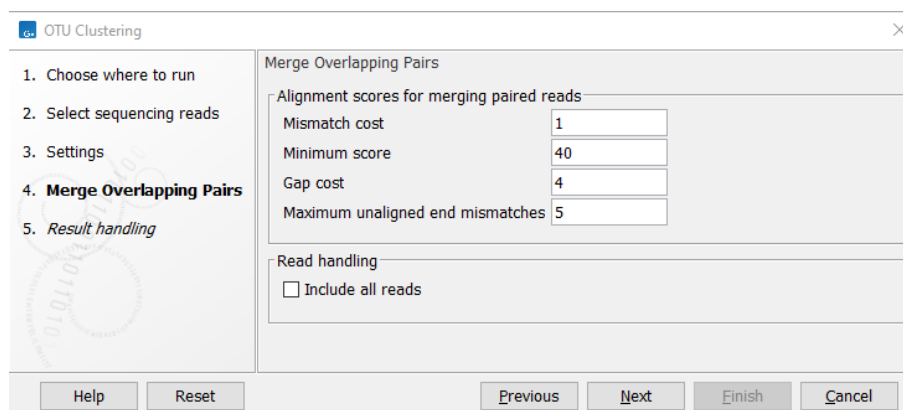 G.
OTU Clustering
1. Choose where to run
2. Select sequencing reads
3. Settings
4. Merge Overlapping Pairs
5. Result handling
Merge Overlapping Pairs
Alignment scores for merging paired reads
Mismatch cost 1
Minimum score 40
Gap cost 4
Maximum unaligned end mismatches 5
Read handling
Include all reads
Help Reset Previous Next Finish Cancel